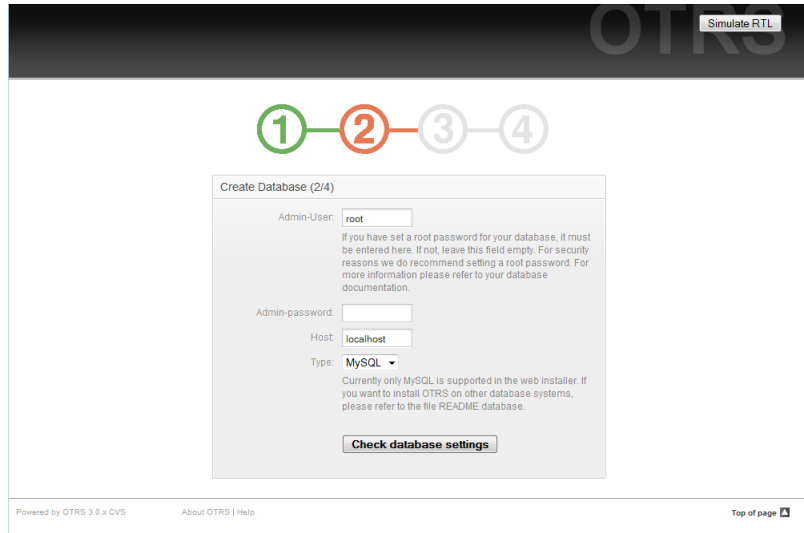 OTRS
Simulate RTL
1 2 3 4
Create Database (2/4)
Admin-User: root
If you have set a root password for your database, it must
be entered here. If not, leave this field empty. For security
reasons we do recommend setting a root password. For
more information please refer to your database
documentation.
Admin-password:
Host: localhost
Type: MySQL
Currently only MySQL is supported in the web installer. If
you want to install OTRS on other database systems,
please refer to the file README.database.
Check database settings
Powered by OTRS 3.0.x CVS About OTRS | Help Top of page